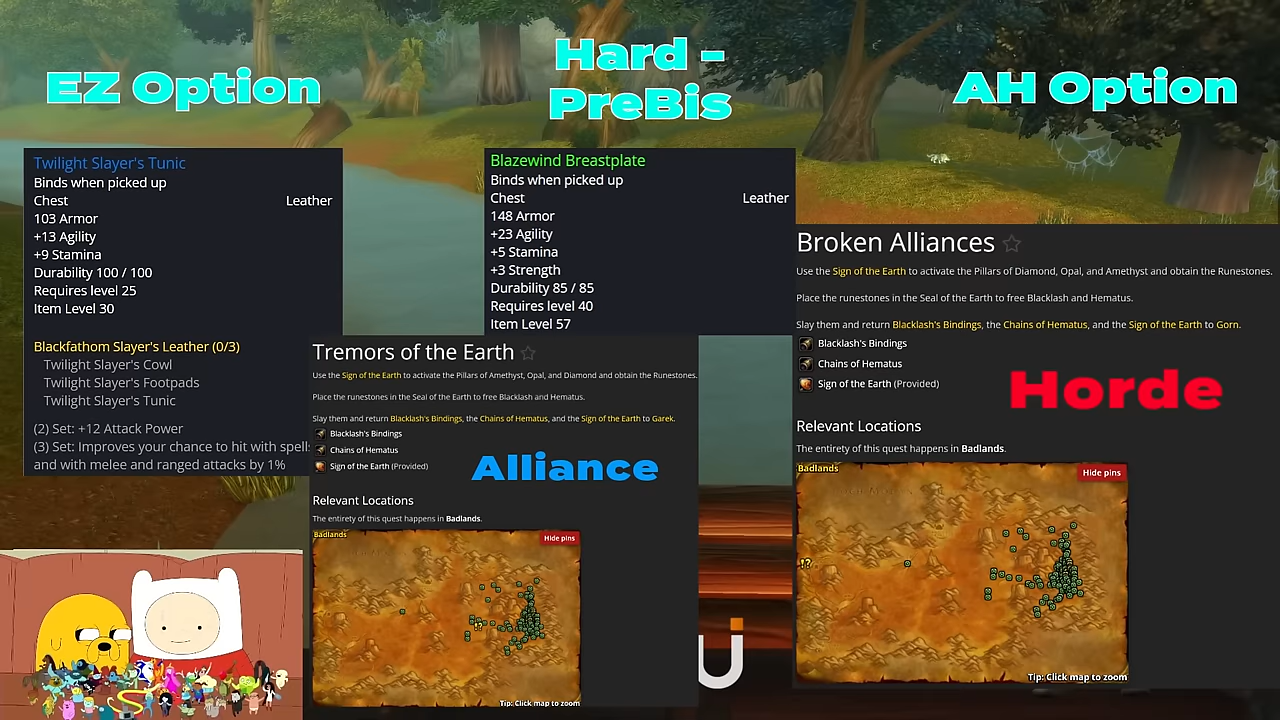 EZ Option
Hard -
PreBis
AH Option
Twilight Slayer's Tunic
Binds when picked up
Chest Leather
103 Armor
+13 Agility
+9 Stamina
Durability 100 / 100
Requires level 25
Item Level 30
Blackfathom Slayer's Leather (0/3)
Twilight Slayer's Cowl
Twilight Slayer's Footpads
Twilight Slayer's Tunic
(2) Set: +12 Attack Power
(3) Set: Improves your chance to hit with spells
and with melee and ranged attacks by 1%
Blazewind Breastplate
Binds when picked up
Chest Leather
148 Armor
+23 Agility
+5 Stamina
+3 Strength
Durability 85 / 85
Requires level 40
Item Level 57
Tremors of the Earth
Use the Sign of the Earth to activate the Pillars of Amethyst, Opal, and Diamond and obtain the Runestones.
Place the runestones in the Seal of the Earth to free Blacklash and Hematus.
Slay them and return Blacklash's Bindings, the Chains of Hematus, and the Sign of the Earth to Garek.
Blacklash's Bindings
Chains of Hematus
Sign of the Earth (Provided)
Alliance
Relevant Locations
The entirety of this quest happens in Badlands.
Badlands
Hide pins
!?
Tip: Click map to zoom
Broken Alliances
Use the Sign of the Earth to activate the Pillars of Diamond, Opal, and Amethyst and obtain the Runestones.
Place the runestones in the Seal of the Earth to free Blacklash and Hematus.
Slay them and return Blacklash's Bindings, the Chains of Hematus, and the Sign of the Earth to Gorn.
Blacklash's Bindings
Chains of Hematus
Sign of the Earth (Provided)
Horde
Relevant Locations
The entirety of this quest happens in Badlands.
Badlands
Hide pins
!?
Tip: Click map to zoom